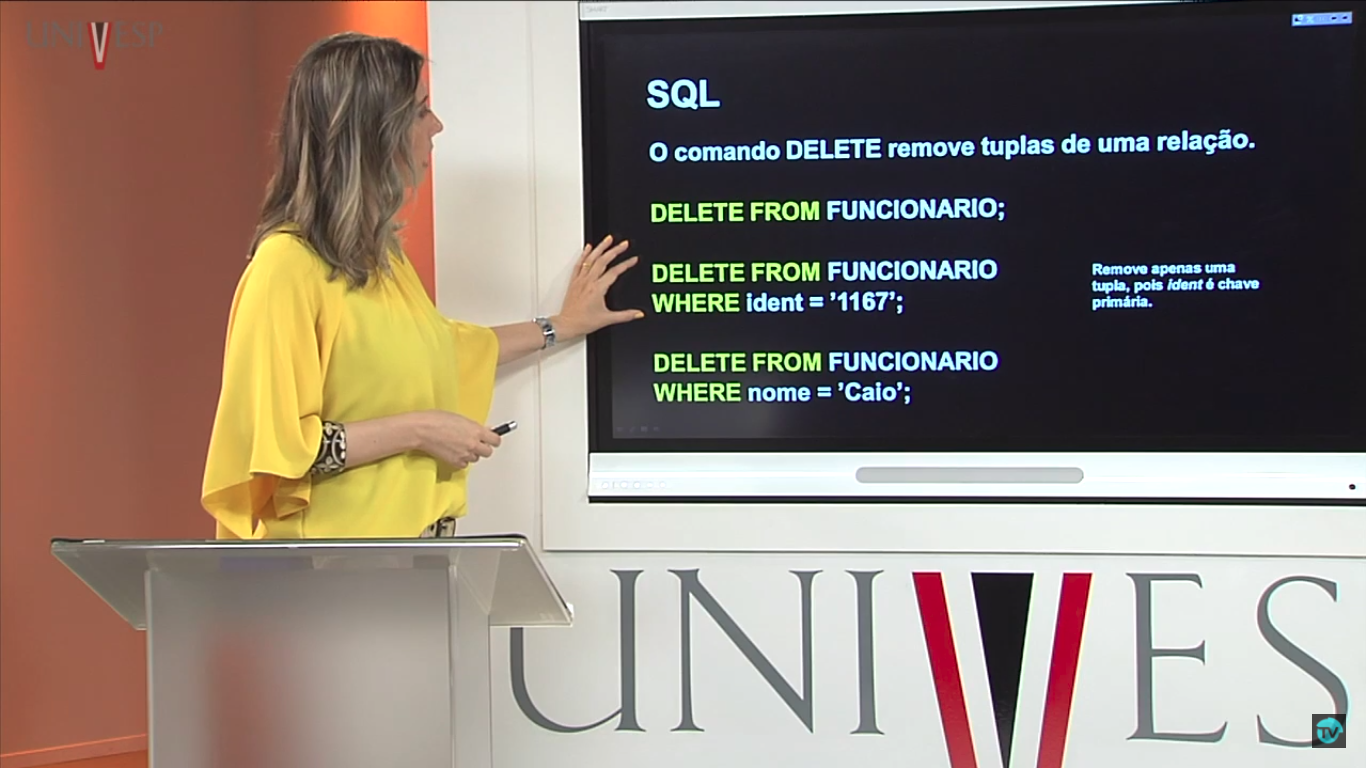 UNIVESP
SMART
SQL
O comando DELETE remove tuplas de uma relação.
DELETE FROM FUNCIONARIO;
DELETE FROM FUNCIONARIO
WHERE ident = ’1167’;
Remove apenas uma
tupla, pois ident é chave
primária.
DELETE FROM FUNCIONARIO
WHERE nome = ’Caio’;
UNIVES
TV